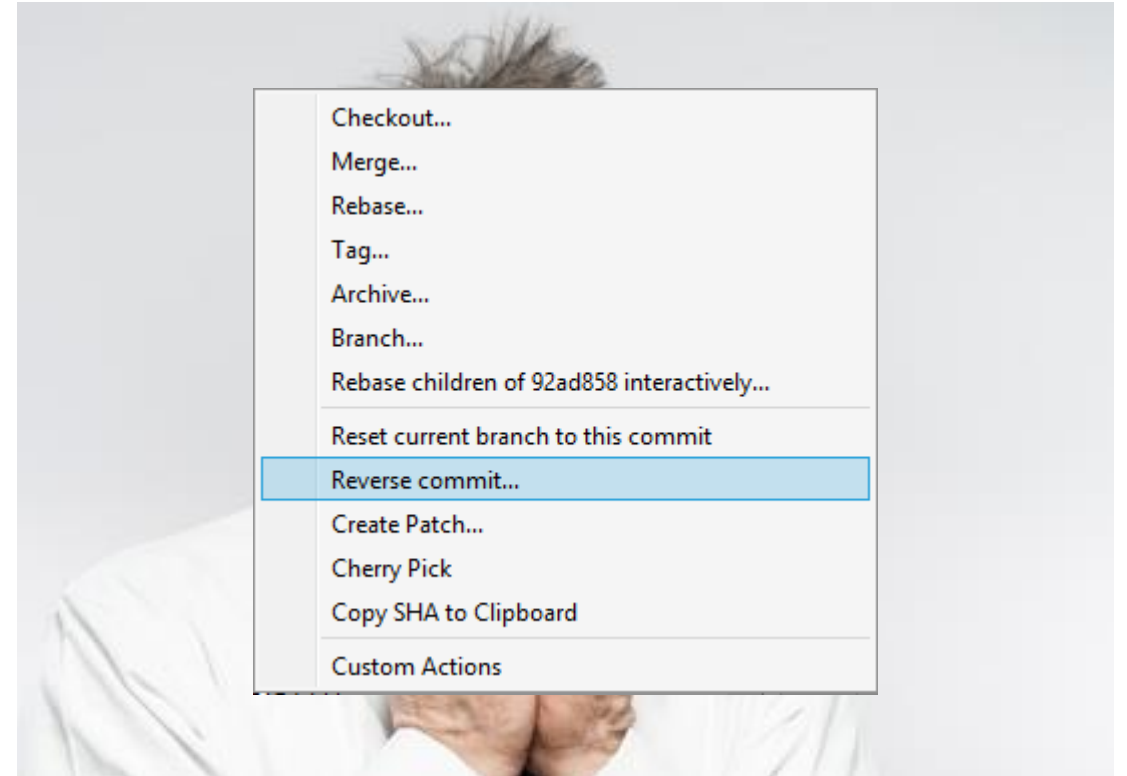 Checkout...
Merge...
Rebase...
Tag...
Archive...
Branch...
Rebase children of 92ad858 interactively...
Reset current branch to this commit
Reverse commit...
Create Patch...
Cherry Pick
Copy SHA to Clipboard
Custom Actions